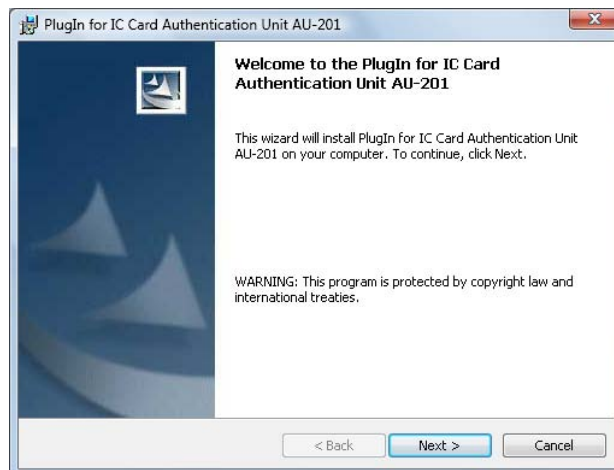 PlugIn for IC Card Authentication Unit AU-201
Welcome to the PlugIn for IC Card
Authentication Unit AU-201
This wizard will install PlugIn for IC Card Authentication Unit
AU-201 on your computer. To continue, click Next.
WARNING: This program is protected by copyright law and
international treaties.
< Back Next > Cancel